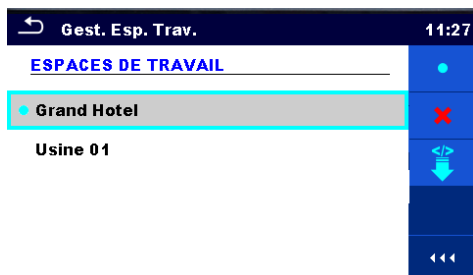 Gest. Esp. Trav. 11:27
ESPACES DE TRAVAIL
Grand Hotel
</>
Usine 01